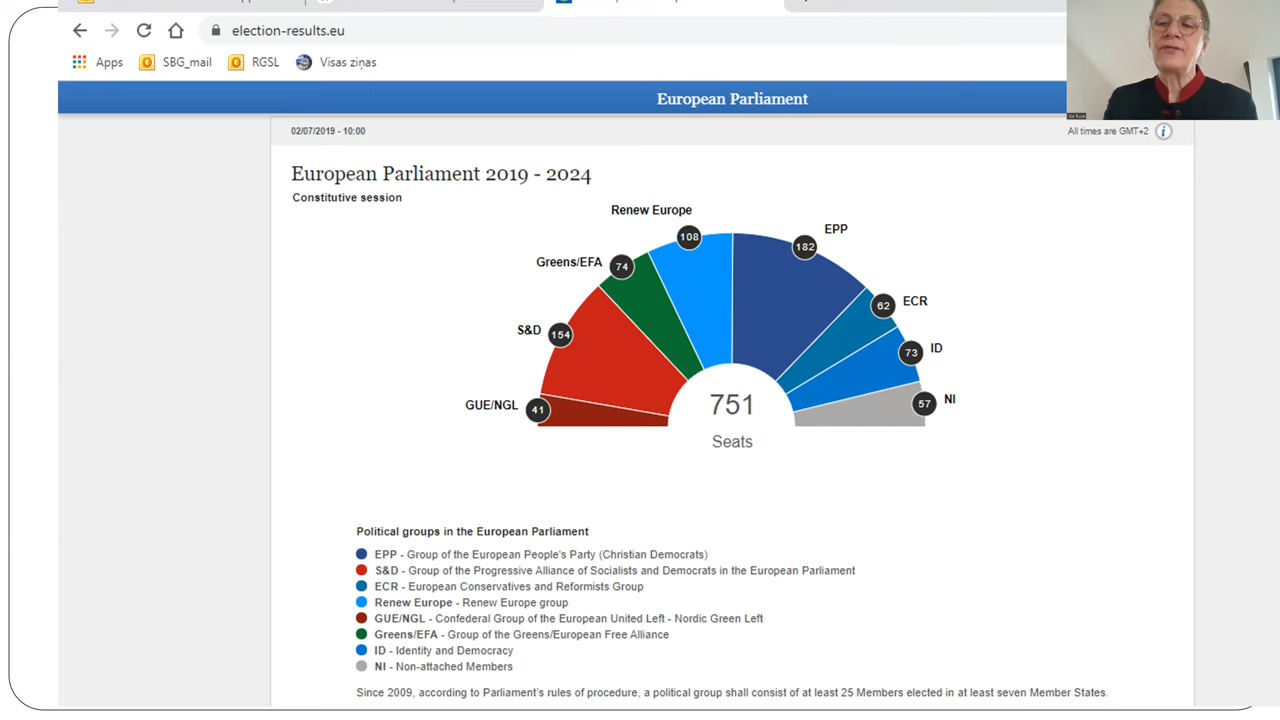 election-results.eu
Apps SBG_mail RGSL Visas ziņas
European Parliament
02/07/2019 - 10:00 All times are GMT+2 i
European Parliament 2019 - 2024
Constitutive session
Renew Europe
108
EPP
182
Greens/EFA
74
ECR
62
S&D
154
ID
73
GUE/NGL
41
NI
57
751
Seats
Political groups in the European Parliament
EPP - Group of the European People's Party (Christian Democrats)
S&D - Group of the Progressive Alliance of Socialists and Democrats in the European Parliament
ECR - European Conservatives and Reformists Group
Renew Europe - Renew Europe group
GUE/NGL - Confederal Group of the European United Left - Nordic Green Left
Greens/EFA - Group of the Greens/European Free Alliance
ID - Identity and Democracy
NI - Non-attached Members
Since 2009, according to Parliament's rules of procedure, a political group shall consist of at least 25 Members elected in at least seven Member States.